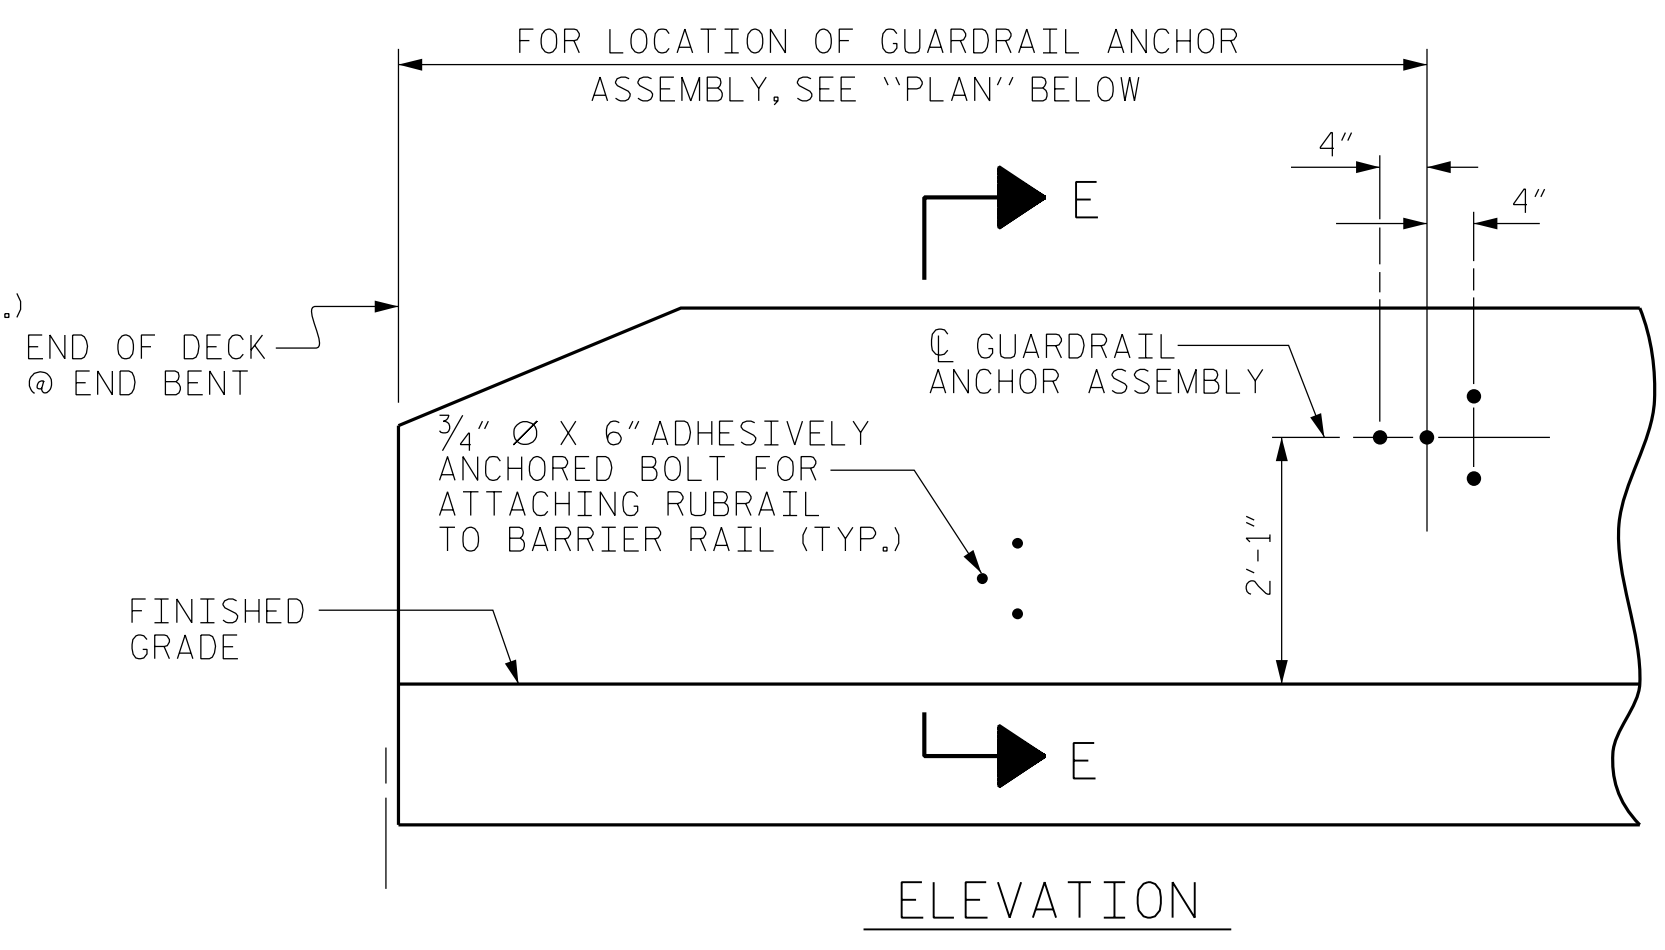 FOR LOCATION OF GUARDRAIL ANCHOR
ASSEMBLY, SEE ‶PLAN″ BELOW
4″
4″
E
.)
END OF DECK
@ END BENT
℄ GUARDRAIL
ANCHOR ASSEMBLY
3/4″ Ø X 6″ ADHESIVELY
ANCHORED BOLT FOR
ATTACHING RUBRAIL
TO BARRIER RAIL (TYP.)
2′-1″
FINISHED
GRADE
E
ELEVATION